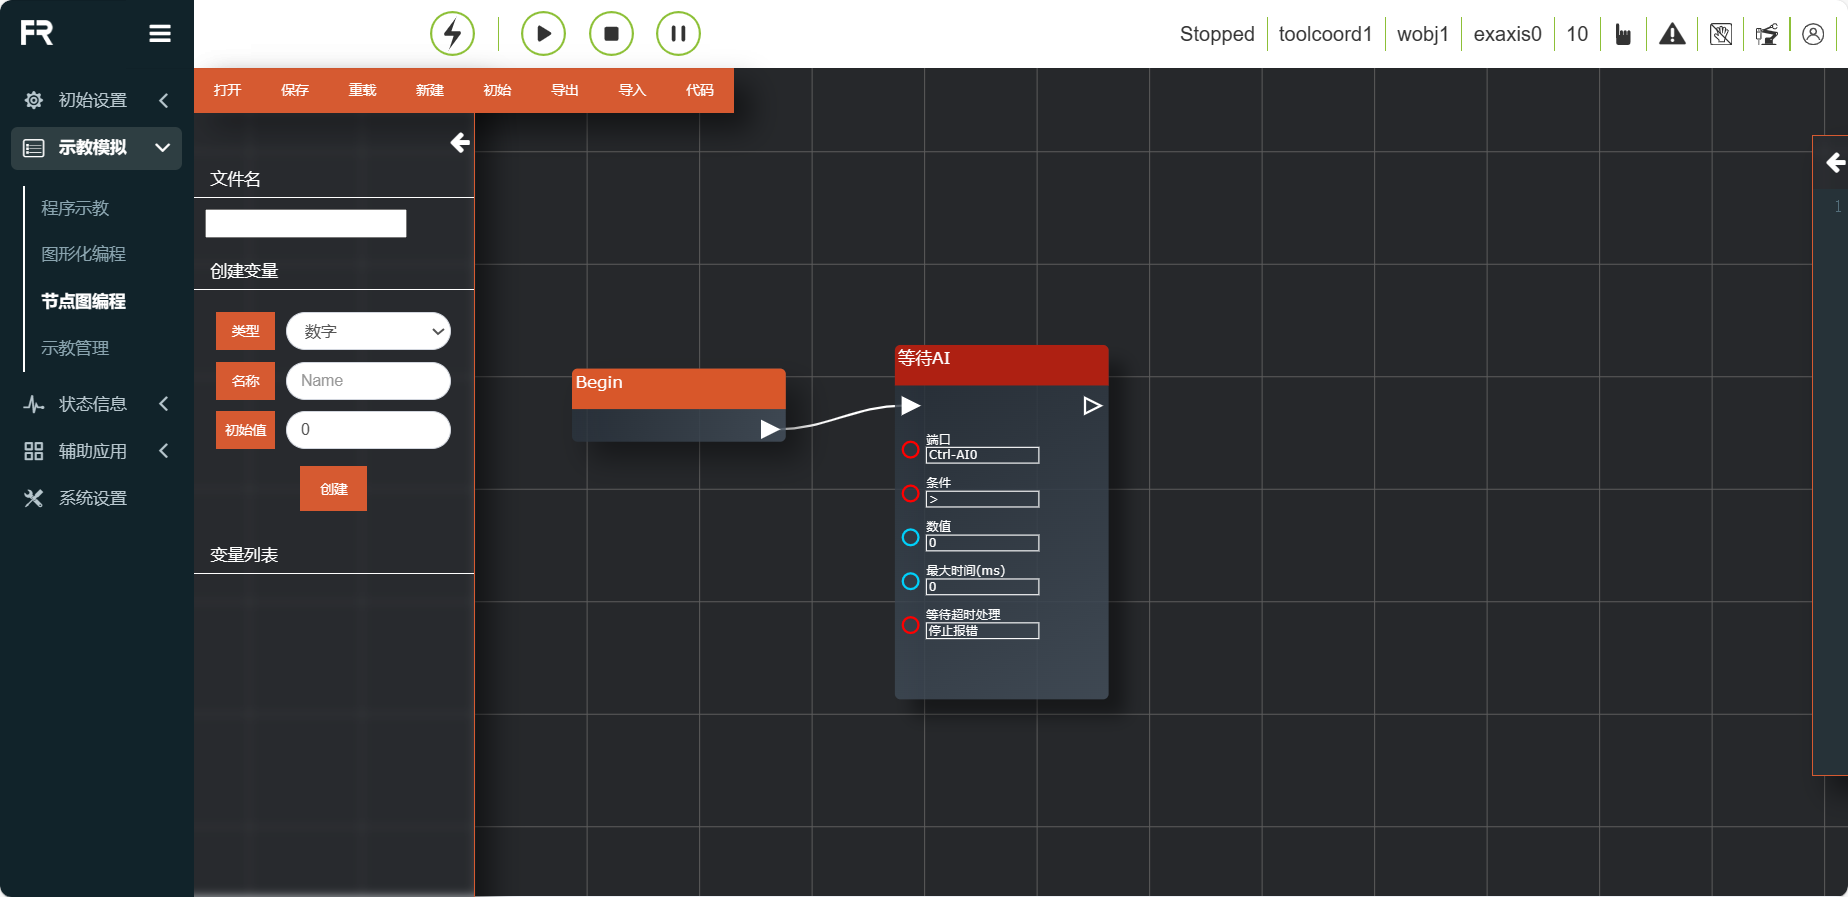 FR
Stopped
toolcoord1
wobj1
exaxis0
10
初始设置
示教模拟
程序示教
图形化编程
节点图编程
示教管理
状态信息
辅助应用
系统设置
打开 保存 重载 新建 初始 导出 导入 代码
文件名
创建变量
类型 数字
名称 Name
初始值 0
创建
变量列表
Begin
等待AI
端口
Ctrl-AI0
条件
>
数值
0
最大时间(ms)
0
等待超时处理
停止报错
1